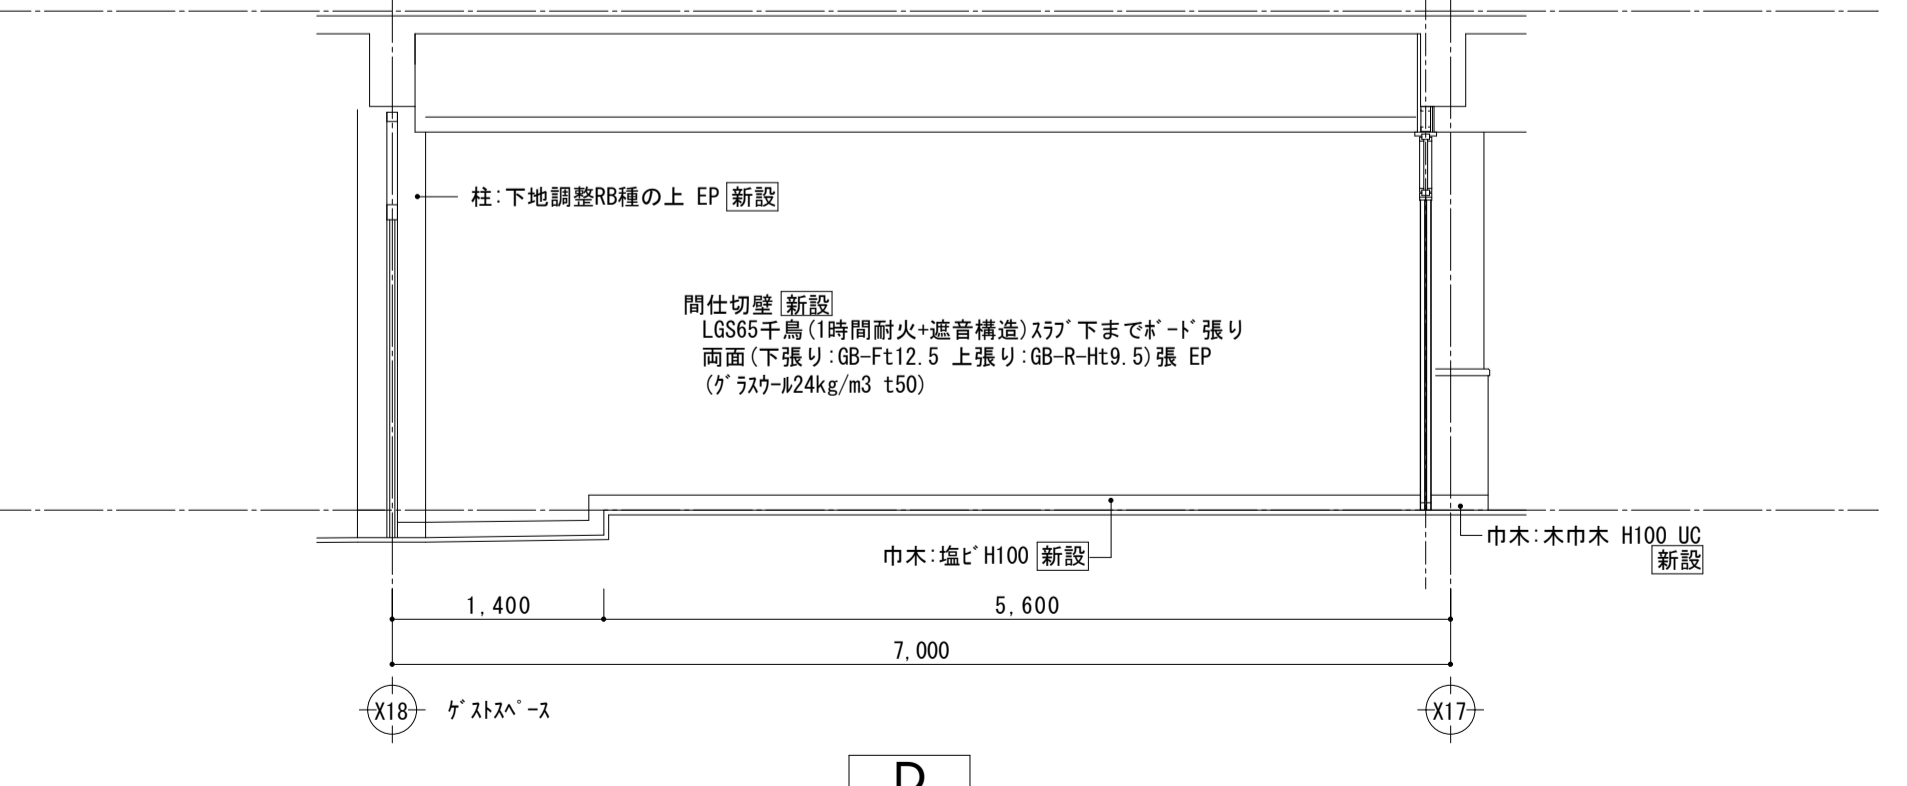 柱:下地調整RB種の上 EP 新設
間仕切壁 新設
LGS65千鳥(1時間耐火+遮音構造)ｽﾗﾌﾞ下までﾎﾞｰﾄﾞ張り
両面(下張り:GB-Ft12.5 上張り:GB-R-Ht9.5)張 EP
(ｸﾞﾗｽｳｰﾙ24kg/m3 t50)
巾木:木巾木 H100 UC
新設
巾木:塩ﾋﾞH100 新設
1,400
5,600
7,000
X18
ｹﾞｽﾄｽﾍﾟｰｽ
X17
D